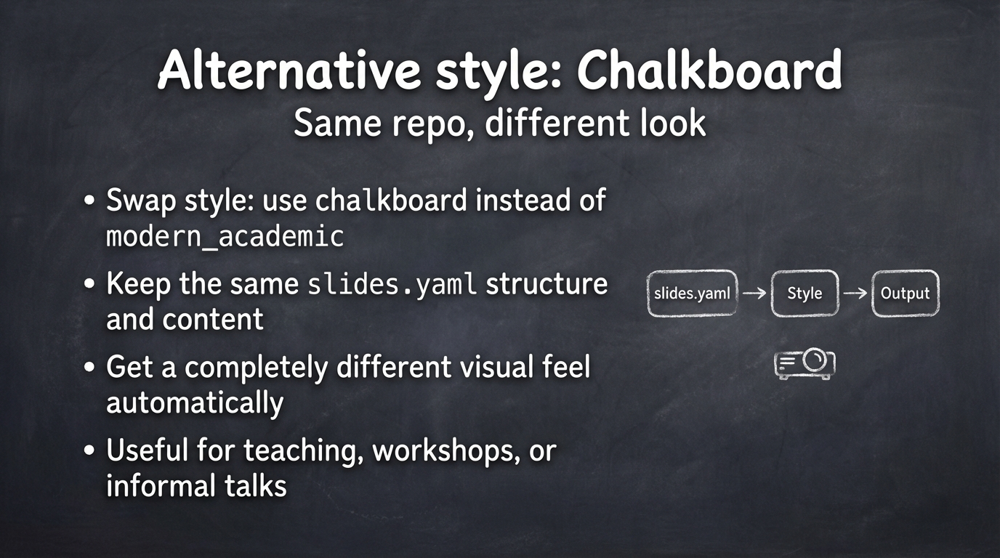 Alternative style: Chalkboard
Same repo, different look
• Swap style: use chalkboard instead of
modern_academic
• Keep the same slides.yaml structure
and content
• Get a completely different visual feel
automatically
• Useful for teaching, workshops, or
informal talks
slides.yaml → Style → Output